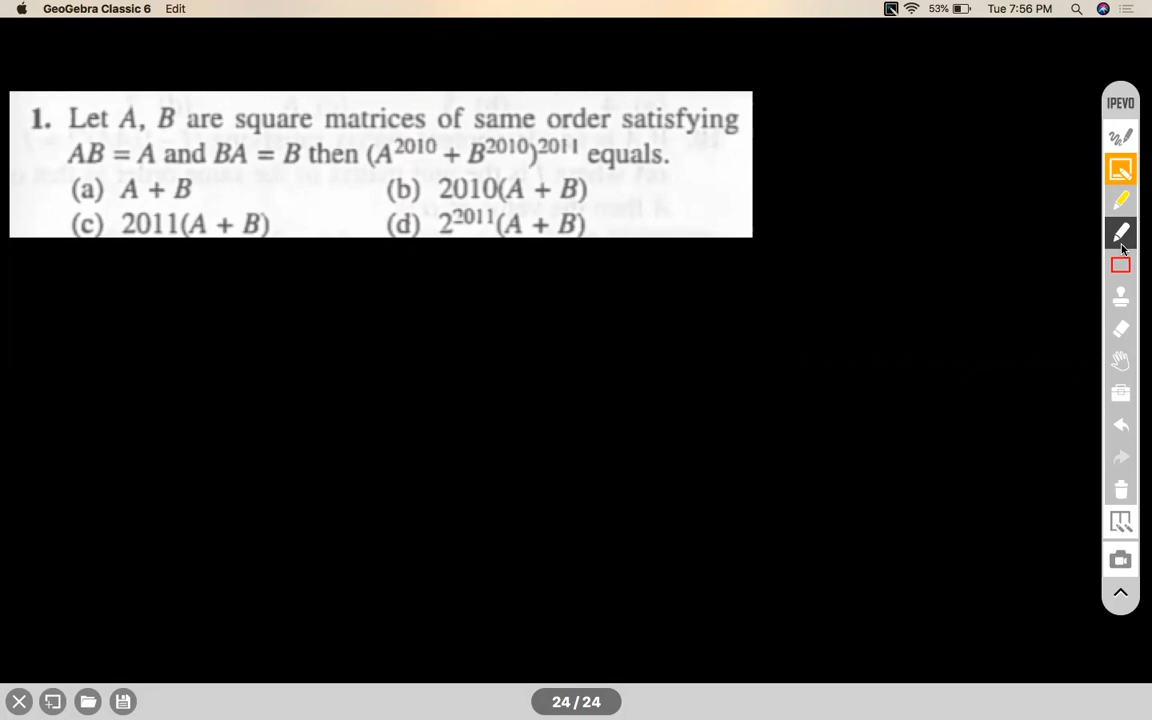 GeoGebra Classic 6 Edit 53% Tue 7:56 PM
IPEVO
1. Let A, B are square matrices of same order satisfying
AB = A and BA = B then (A^2010 + B^2010)^2011 equals.
(a) A + B (b) 2010(A + B)
(c) 2011(A + B) (d) 2^2011(A + B)
24 / 24